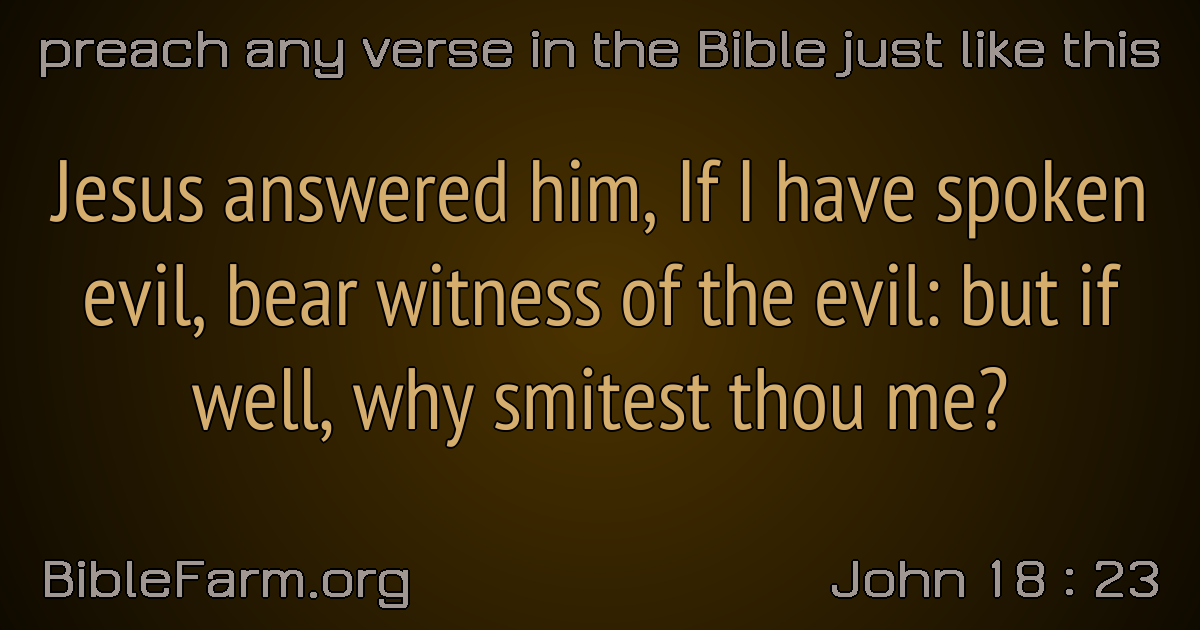 preach any verse in the Bible just like this
Jesus answered him, If I have spoken
evil, bear witness of the evil: but if
well, why smitest thou me?
BibleFarm.org
John 18 : 23